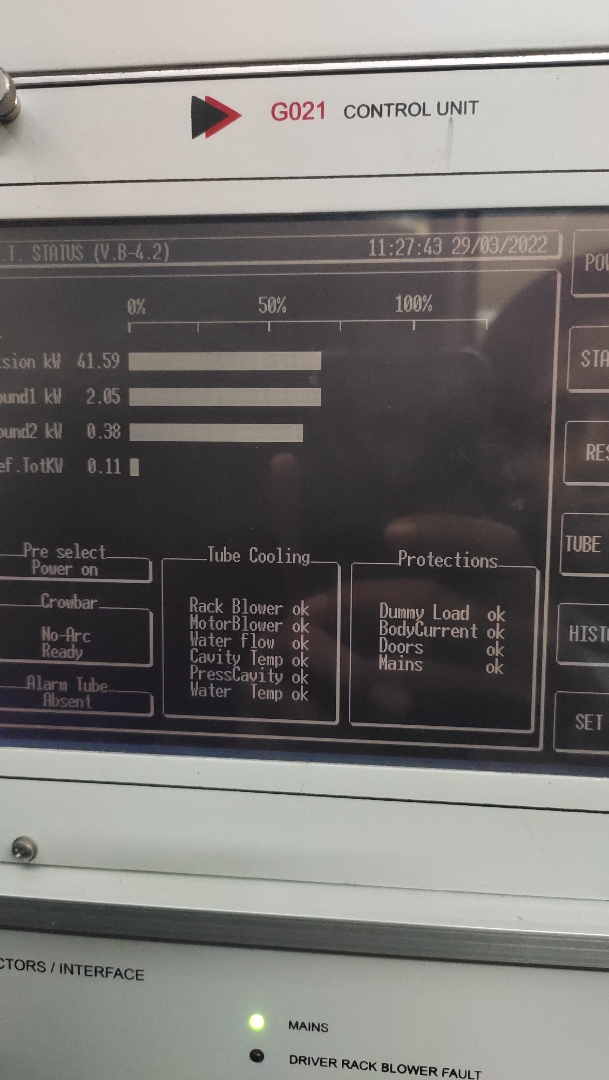 G021 CONTROL UNIT
.T. STATUS (V.B-4.2) 11:27:43 29/03/2022
0% 50% 100%
sion kW 41.59
ound1 kW 2.05
ound2 kW 0.38
ef.TotKW 0.11
Pre select
Power on
Crowbar
No-Arc
Ready
Alarm Tube
Absent
Tube Cooling
Rack Blower ok
MotorBlower ok
Water flow ok
Cavity Temp ok
PressCavity ok
Water Temp ok
Protections
Dummy Load ok
BodyCurrent ok
Doors ok
Mains ok
POW
STA
RES
TUBE
HISTO
SET
CTORS / INTERFACE
MAINS
DRIVER RACK BLOWER FAULT